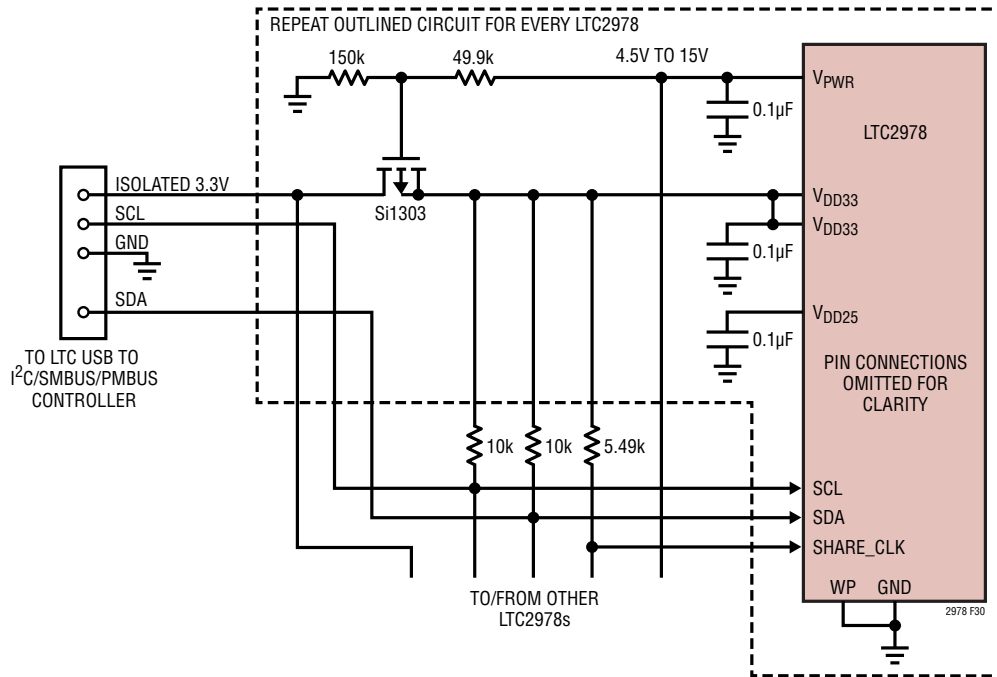 REPEAT OUTLINED CIRCUIT FOR EVERY LTC2978
150k
49.9k
4.5V TO 15V
VPWR
0.1µF
LTC2978
ISOLATED 3.3V
Si1303
VDD33
SCL
VDD33
GND
0.1µF
SDA
VDD25
0.1µF
TO LTC USB TO
I2C/SMBUS/PMBUS
CONTROLLER
PIN CONNECTIONS
OMITTED FOR
CLARITY
10k
10k
5.49k
SCL
SDA
SHARE_CLK
TO/FROM OTHER
LTC2978s
WP
GND
2978 F30